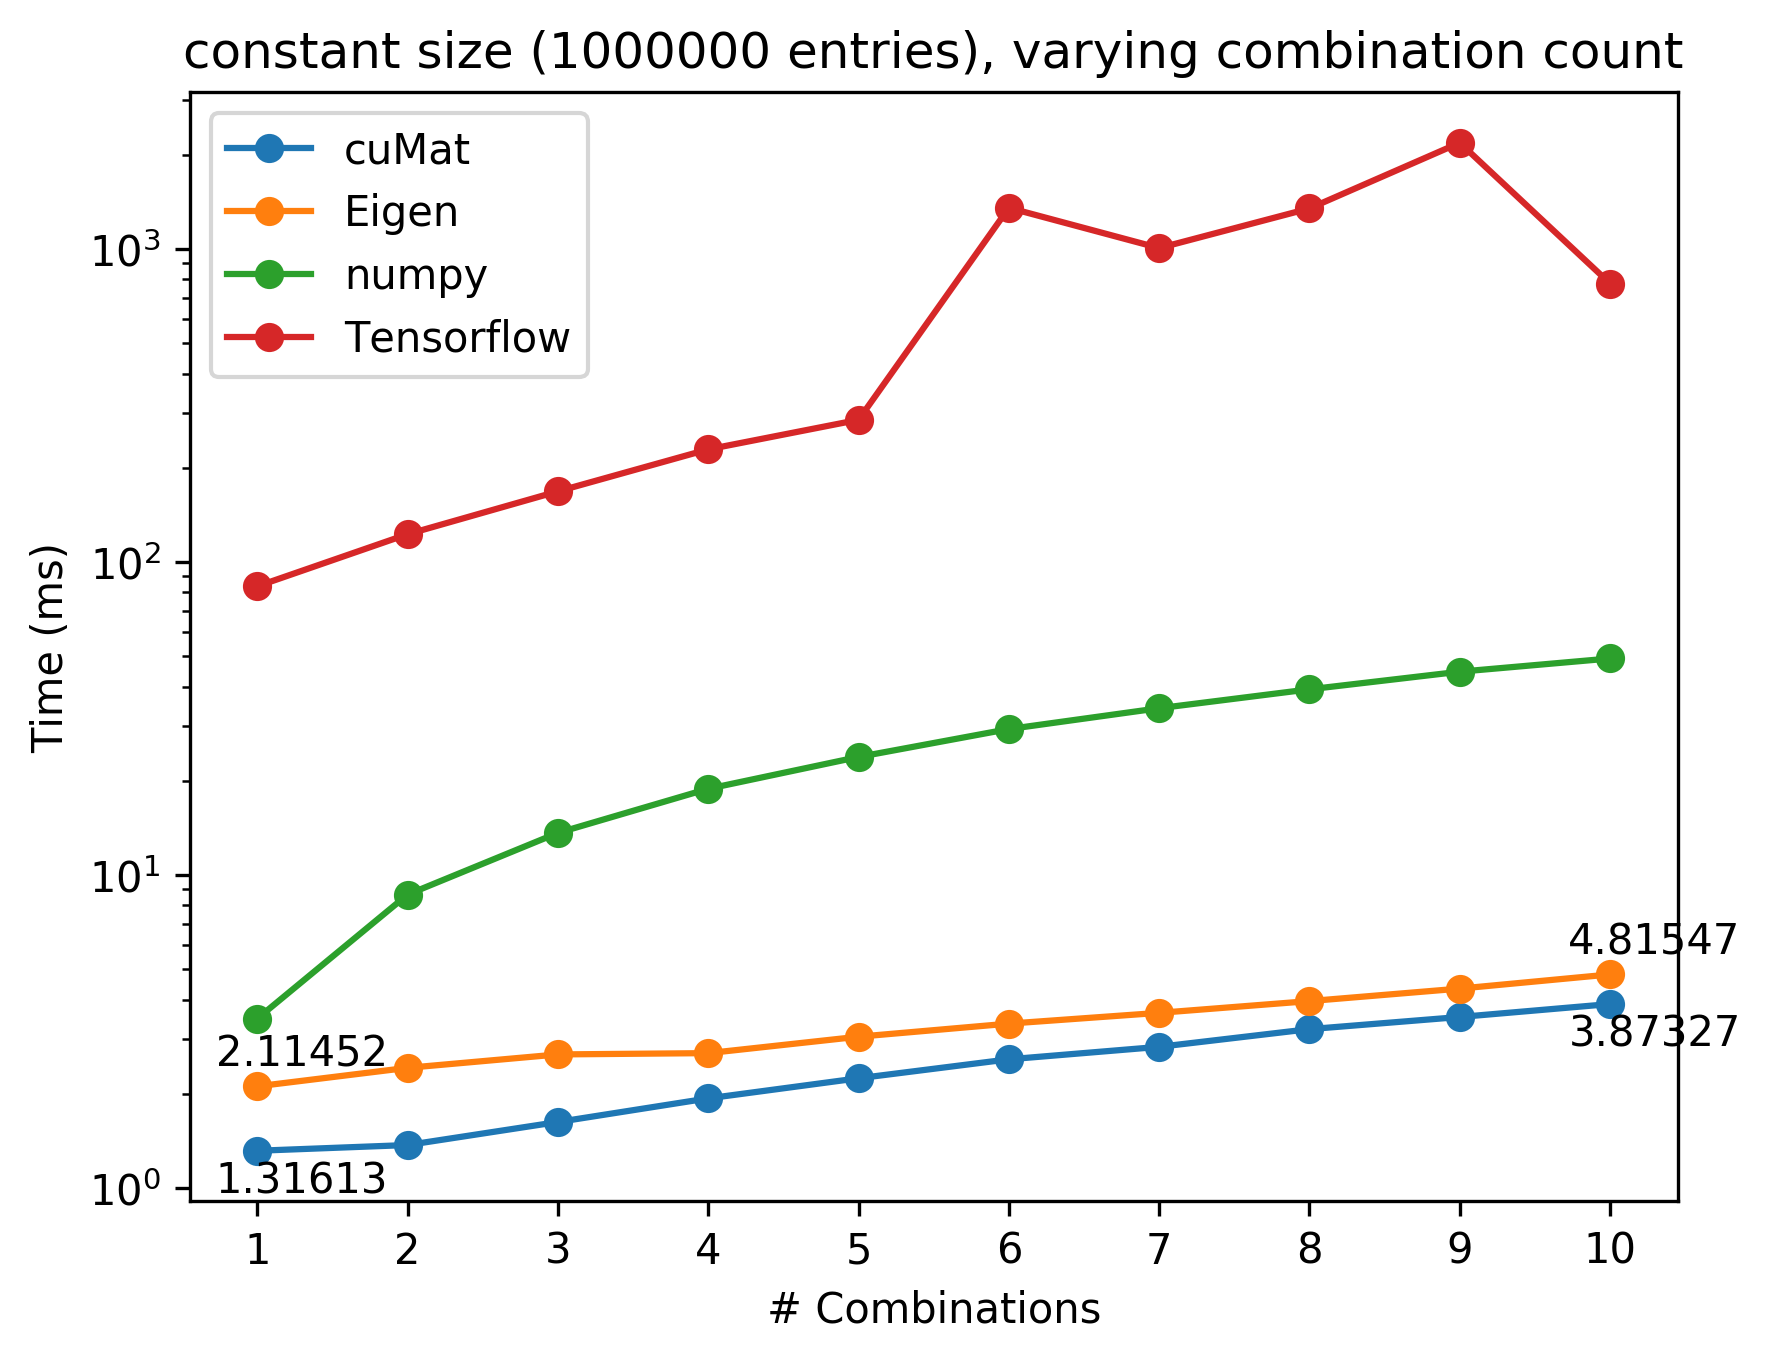 constant size (1000000 entries), varying combination count
cuMat
Eigen
numpy
Tensorflow
Time (ms)
10³
10²
10¹
10⁰
4.81547
3.87327
2.11452
1.31613
1 2 3 4 5 6 7 8 9 10
# Combinations